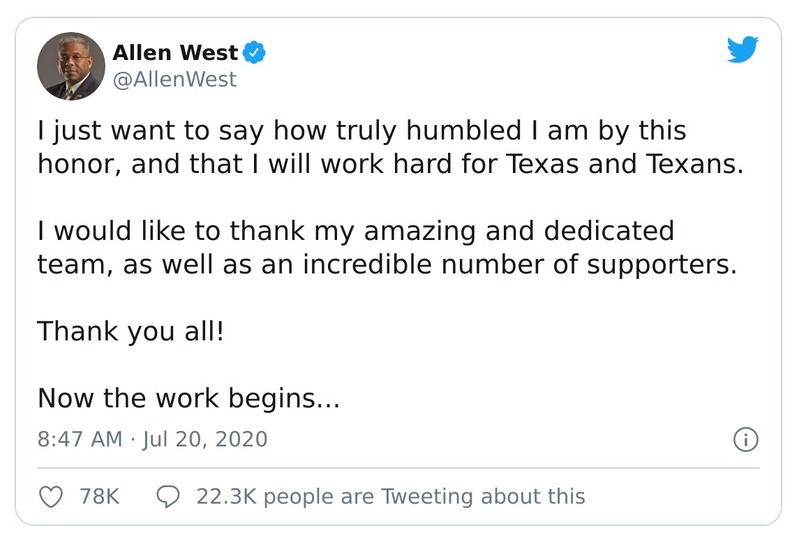 Allen West
@AllenWest
I just want to say how truly humbled I am by this
honor, and that I will work hard for Texas and Texans.
I would like to thank my amazing and dedicated
team, as well as an incredible number of supporters.
Thank you all!
Now the work begins...
8:47 AM · Jul 20, 2020
78K 22.3K people are Tweeting about this